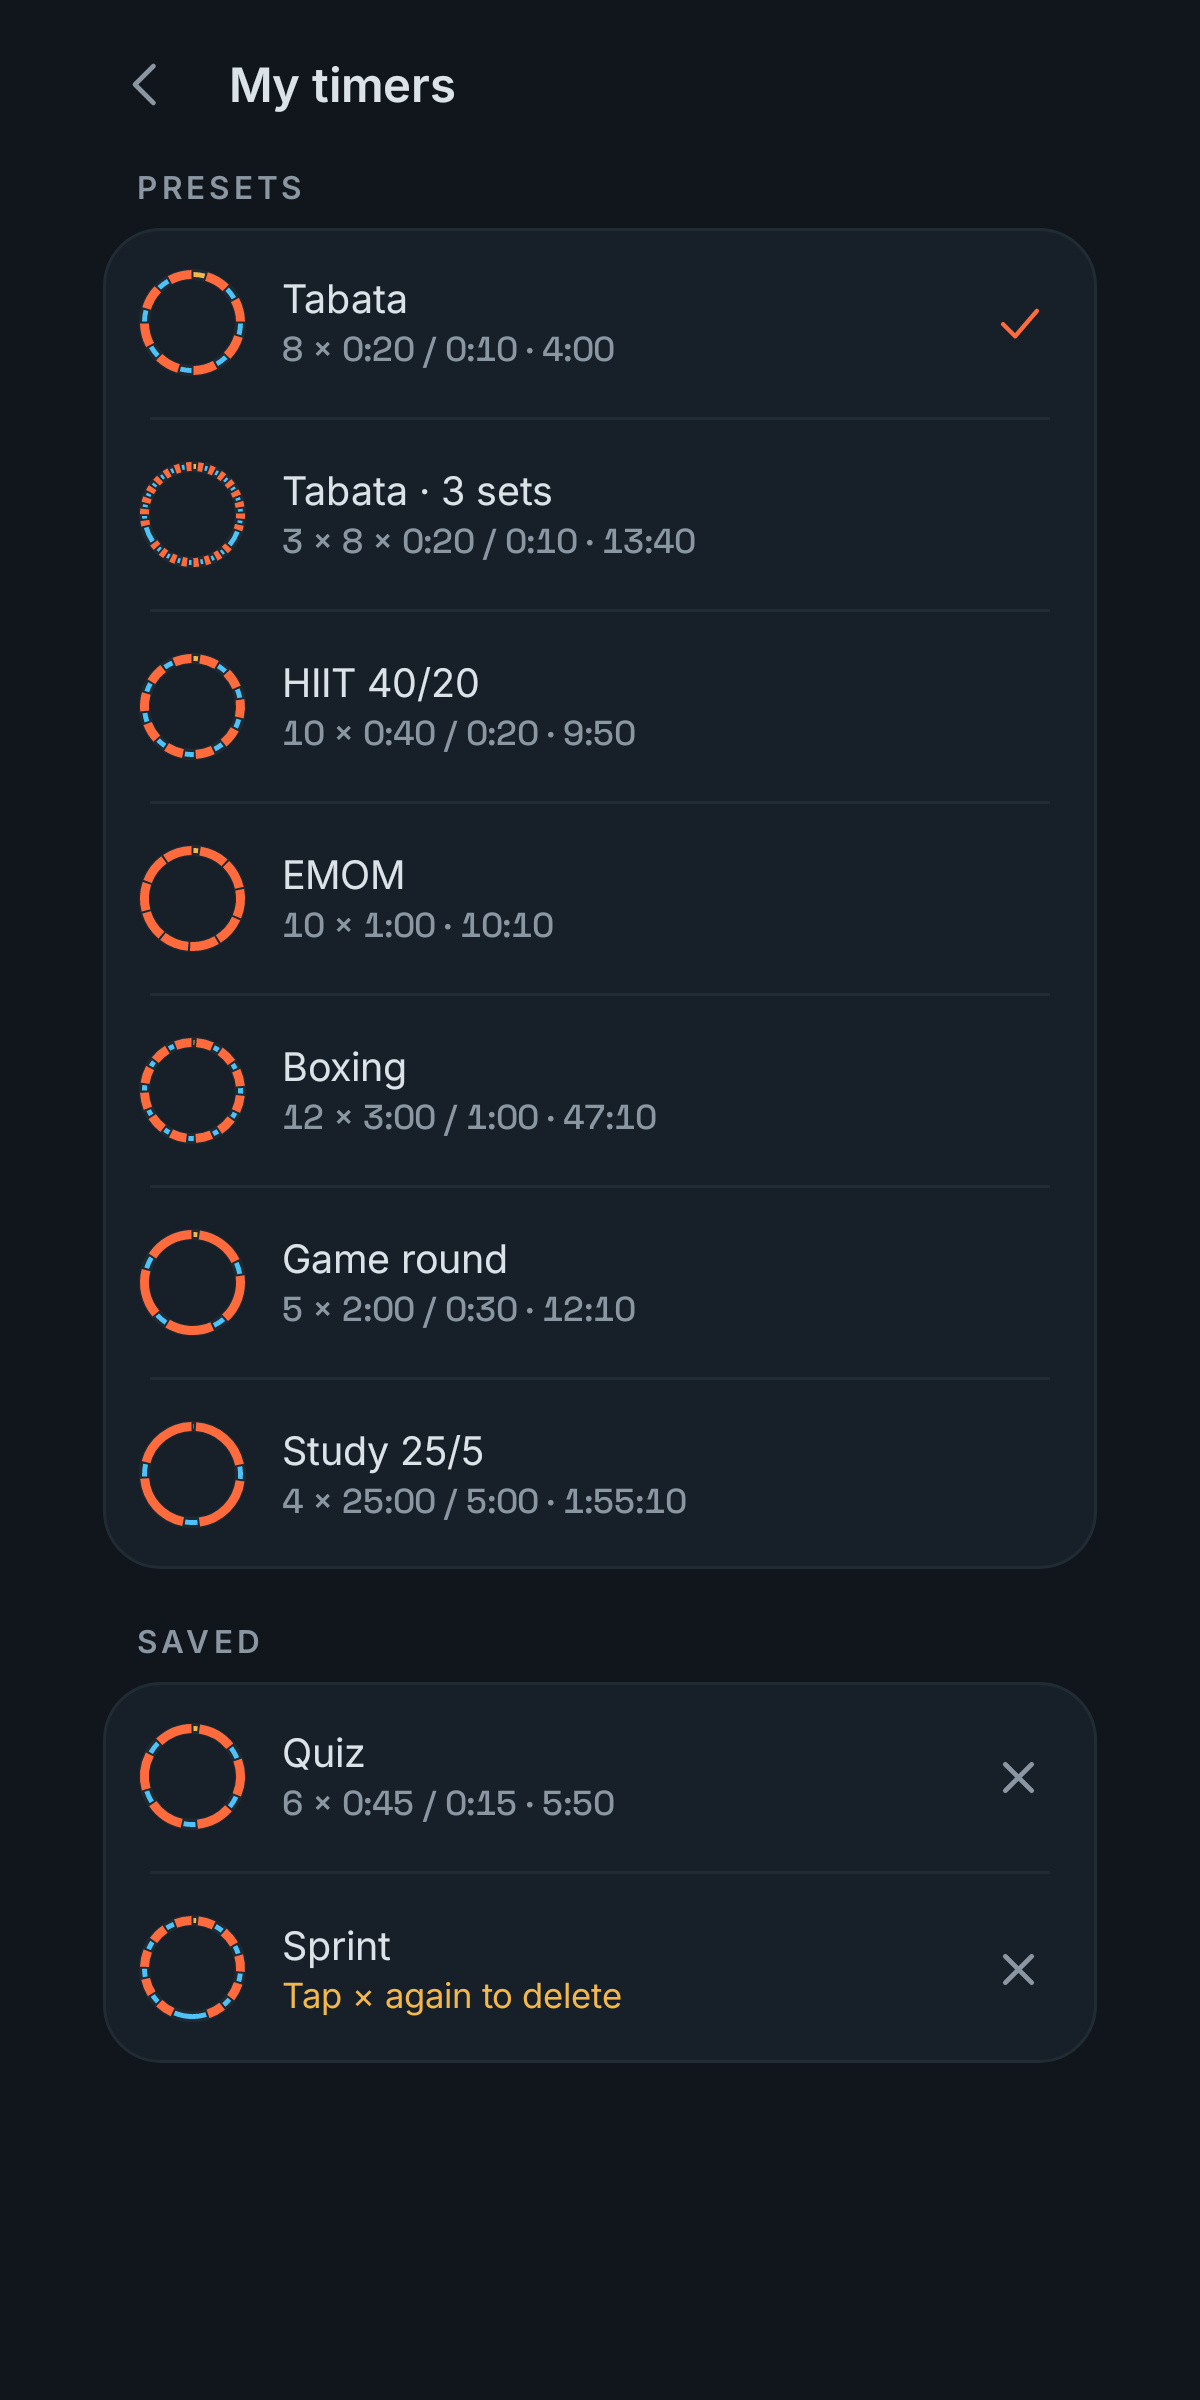 My timers
PRESETS
Tabata
8 × 0:20 / 0:10 · 4:00
Tabata · 3 sets
3 × 8 × 0:20 / 0:10 · 13:40
HIIT 40/20
10 × 0:40 / 0:20 · 9:50
EMOM
10 × 1:00 · 10:10
Boxing
12 × 3:00 / 1:00 · 47:10
Game round
5 × 2:00 / 0:30 · 12:10
Study 25/5
4 × 25:00 / 5:00 · 1:55:10
SAVED
Quiz
6 × 0:45 / 0:15 · 5:50
Sprint
Tap × again to delete